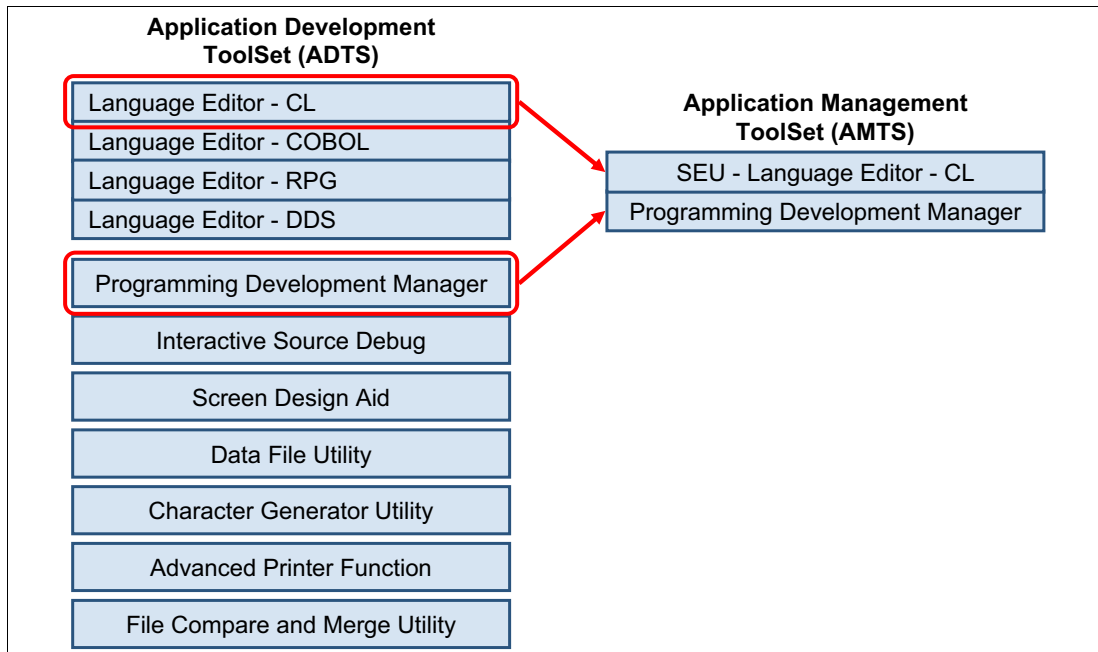 Application Development
ToolSet (ADTS)
Language Editor - CL
Language Editor - COBOL
Language Editor - RPG
Language Editor - DDS
Programming Development Manager
Interactive Source Debug
Screen Design Aid
Data File Utility
Character Generator Utility
Advanced Printer Function
File Compare and Merge Utility
Application Management
ToolSet (AMTS)
SEU - Language Editor - CL
Programming Development Manager